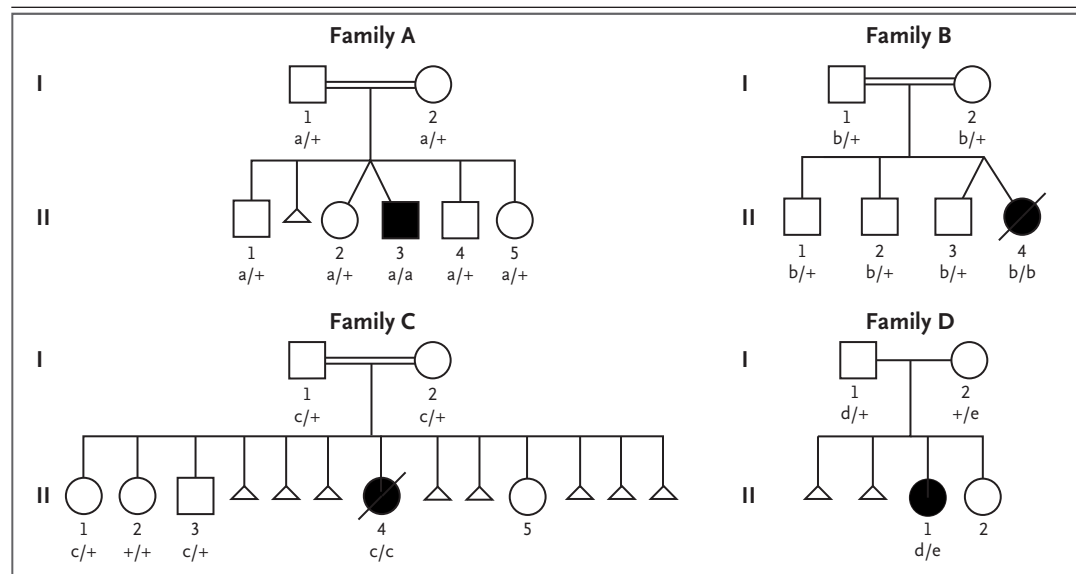 Family A
Family B
I
1 2
a/+ a/+
1 2
b/+ b/+
II
1 2 3 4 5
a/+ a/+ a/a a/+ a/+
1 2 3 4
b/+ b/+ b/+ b/b
Family C
Family D
I
I
1 2
c/+ c/+
1 2
d/+ +/e
II
II
1 2 3 4 5
c/+ +/+ c/+ c/c
1 2
d/e